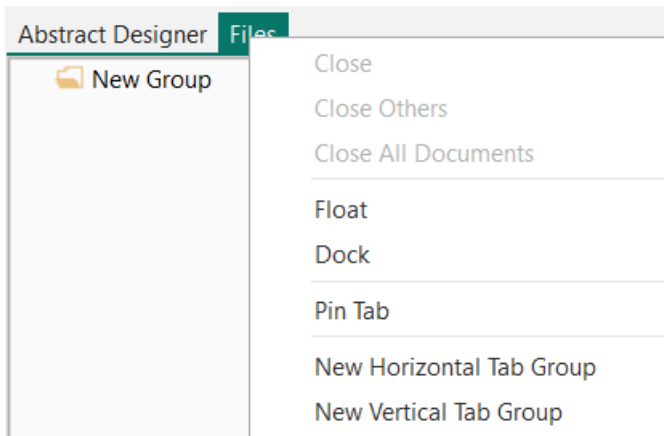 Abstract Designer Files
New Group
Close
Close Others
Close All Documents
Float
Dock
Pin Tab
New Horizontal Tab Group
New Vertical Tab Group